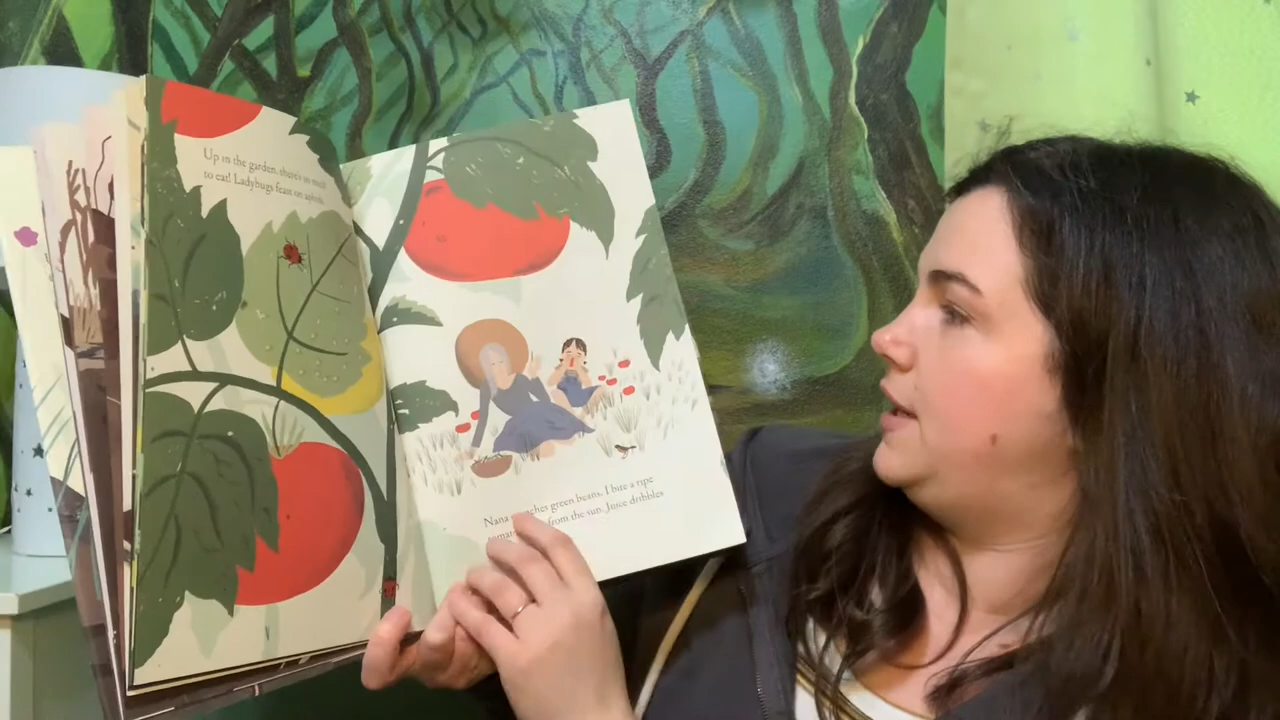 Up in the garden, there's so much
to eat! Ladybugs feast on aphids.
Nana munches green beans. I bite a ripe
from the sun. Juice dribbles